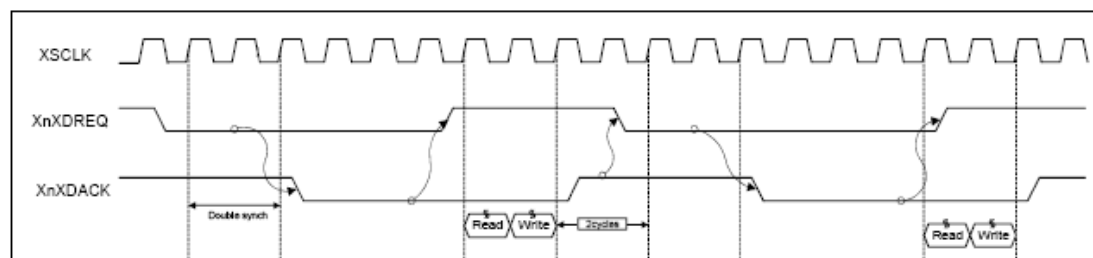 XSCLK
XnXDREQ
XnXDACK
Double synch
Read Write 2cycles
Read Write